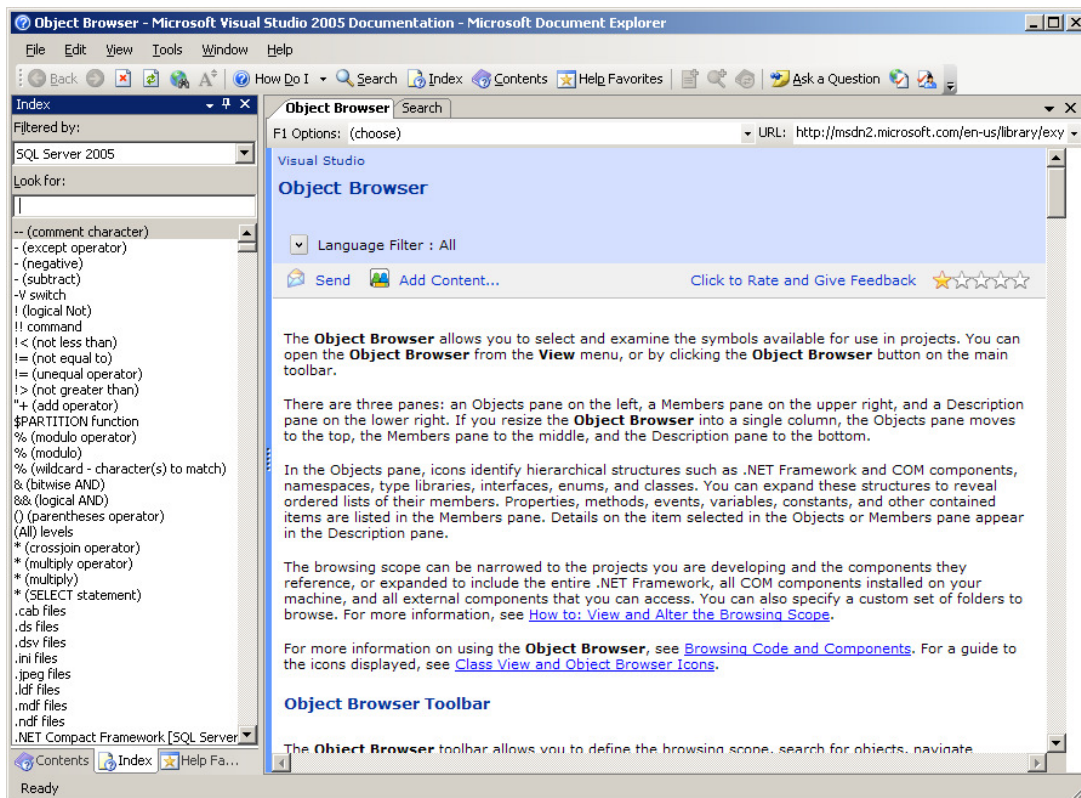 Object Browser - Microsoft Visual Studio 2005 Documentation - Microsoft Document Explorer
File Edit View Tools Window Help
Back How Do I Search Index Contents Help Favorites Ask a Question
Index
Filtered by:
SQL Server 2005
Look for:
-- (comment character)
- (except operator)
- (negative)
- (subtract)
-V switch
! (logical Not)
!! command
!< (not less than)
!= (not equal to)
!= (unequal operator)
!> (not greater than)
"+ (add operator)
$PARTITION function
% (modulo operator)
% (modulo)
% (wildcard - character(s) to match)
& (bitwise AND)
&& (logical AND)
() (parentheses operator)
(All) levels
* (crossjoin operator)
* (multiply operator)
* (multiply)
* (SELECT statement)
.cab files
.ds files
.dsv files
.ini files
.jpeg files
.ldf files
.mdf files
.ndf files
.NET Compact Framework [SQL Server
Contents Index Help Fa...
Object Browser Search
F1 Options: (choose) URL: http://msdn2.microsoft.com/en-us/library/exy
Visual Studio
Object Browser
Language Filter : All
Send Add Content... Click to Rate and Give Feedback
The Object Browser allows you to select and examine the symbols available for use in projects. You can
open the Object Browser from the View menu, or by clicking the Object Browser button on the main
toolbar.
There are three panes: an Objects pane on the left, a Members pane on the upper right, and a Description
pane on the lower right. If you resize the Object Browser into a single column, the Objects pane moves
to the top, the Members pane to the middle, and the Description pane to the bottom.
In the Objects pane, icons identify hierarchical structures such as .NET Framework and COM components,
namespaces, type libraries, interfaces, enums, and classes. You can expand these structures to reveal
ordered lists of their members. Properties, methods, events, variables, constants, and other contained
items are listed in the Members pane. Details on the item selected in the Objects or Members pane appear
in the Description pane.
The browsing scope can be narrowed to the projects you are developing and the components they
reference, or expanded to include the entire .NET Framework, all COM components installed on your
machine, and all external components that you can access. You can also specify a custom set of folders to
browse. For more information, see How to: View and Alter the Browsing Scope.
For more information on using the Object Browser, see Browsing Code and Components. For a guide to
the icons displayed, see Class View and Object Browser Icons.
Object Browser Toolbar
The Object Browser toolbar allows you to define the browsing scope, search for objects, navigate
Ready